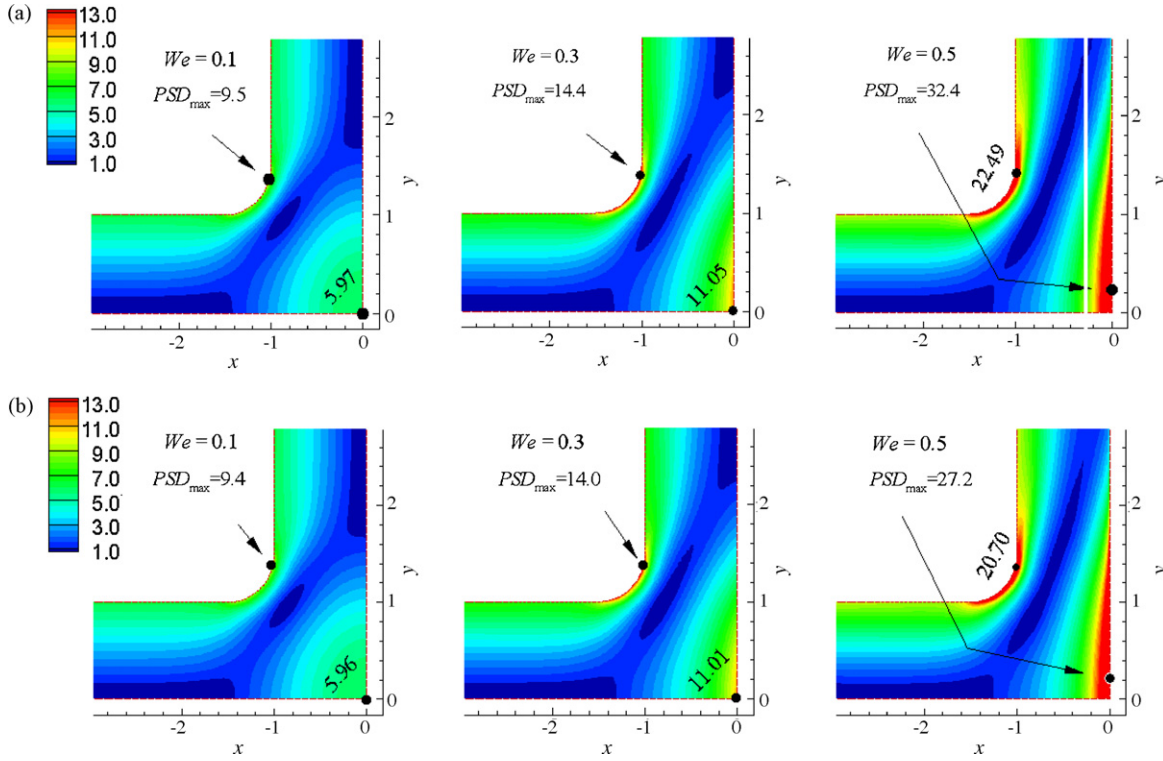 (a)
13.0
11.0
9.0
7.0
5.0
3.0
1.0
We = 0.1
PSDmax=9.5
5.97
2
1
0
y
-2
-1
0
x
We = 0.3
PSDmax=14.4
11.05
2
1
0
y
-2
-1
0
x
We = 0.5
PSDmax=32.4
22.49
2
1
0
y
-2
-1
0
x
(b)
13.0
11.0
9.0
7.0
5.0
3.0
1.0
We = 0.1
PSDmax=9.4
5.96
2
1
0
y
-2
-1
0
x
We = 0.3
PSDmax=14.0
11.01
2
1
0
y
-2
-1
0
x
We = 0.5
PSDmax=27.2
20.70
2
1
0
y
-2
-1
0
x